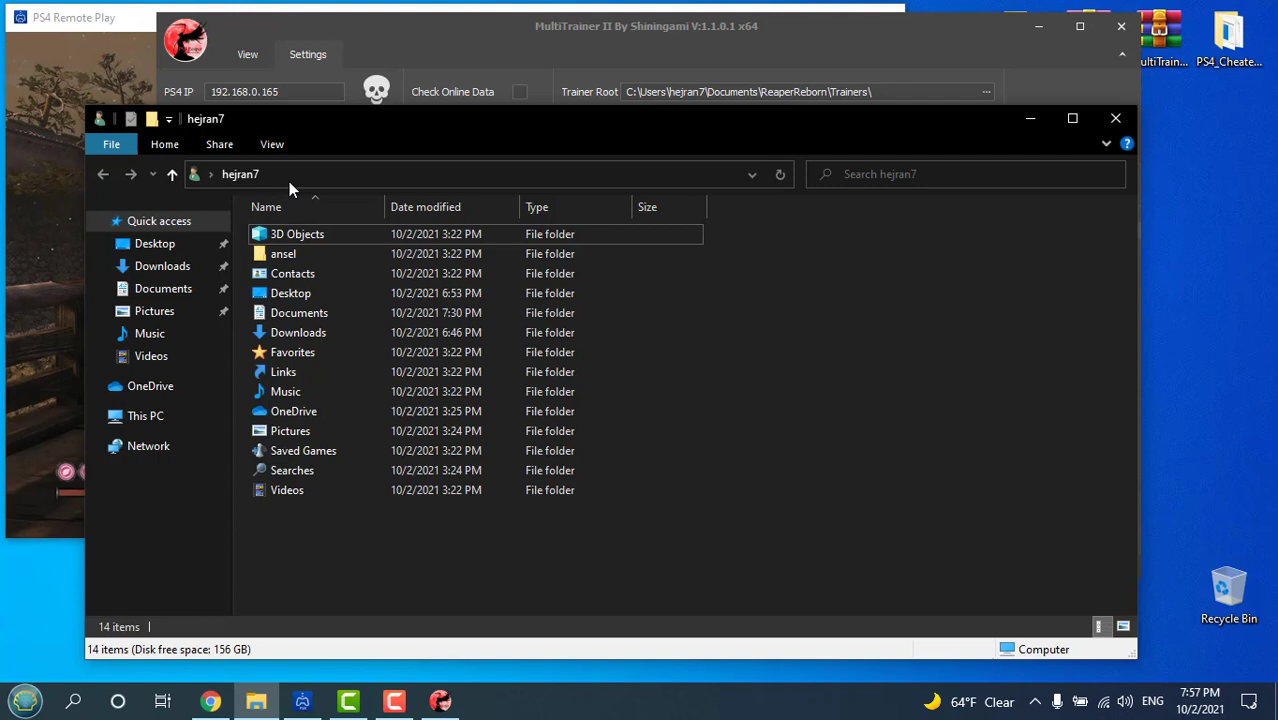 PS4 Remote Play
MultiTrainer II By Shiningami V:1.1.0.1 x64
View
Settings
PS4 IP
192.168.0.165
Check Online Data
Trainer Root
C:\Users\hejran7\Documents\ReaperReborn\Trainers\
...
MultiTrain...
PS4_Cheate...
hejran7
File
Home
Share
View
hejran7
Search hejran7
Name
Date modified
Type
Size
Quick access
Desktop
Downloads
Documents
Pictures
Music
Videos
OneDrive
This PC
Network
3D Objects 10/2/2021 3:22 PM File folder
ansel 10/2/2021 3:22 PM File folder
Contacts 10/2/2021 3:22 PM File folder
Desktop 10/2/2021 6:53 PM File folder
Documents 10/2/2021 7:30 PM File folder
Downloads 10/2/2021 6:46 PM File folder
Favorites 10/2/2021 3:22 PM File folder
Links 10/2/2021 3:22 PM File folder
Music 10/2/2021 3:22 PM File folder
OneDrive 10/2/2021 3:25 PM File folder
Pictures 10/2/2021 3:24 PM File folder
Saved Games 10/2/2021 3:22 PM File folder
Searches 10/2/2021 3:24 PM File folder
Videos 10/2/2021 3:22 PM File folder
14 items
14 items (Disk free space: 156 GB)
Computer
Recycle Bin
64°F Clear
ENG
7:57 PM
10/2/2021